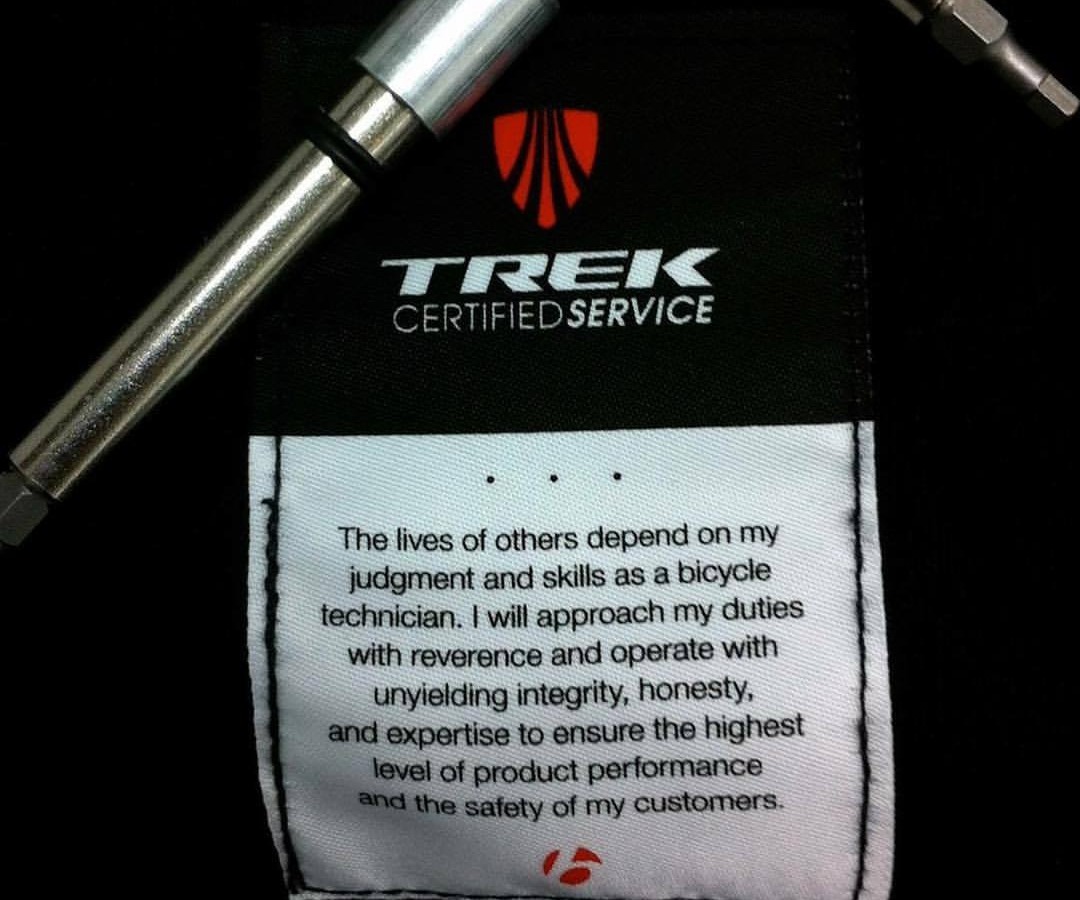 TREK
CERTIFIED SERVICE
The lives of others depend on my
judgment and skills as a bicycle
technician. I will approach my duties
with reverence and operate with
unyielding integrity, honesty,
and expertise to ensure the highest
level of product performance
and the safety of my customers.